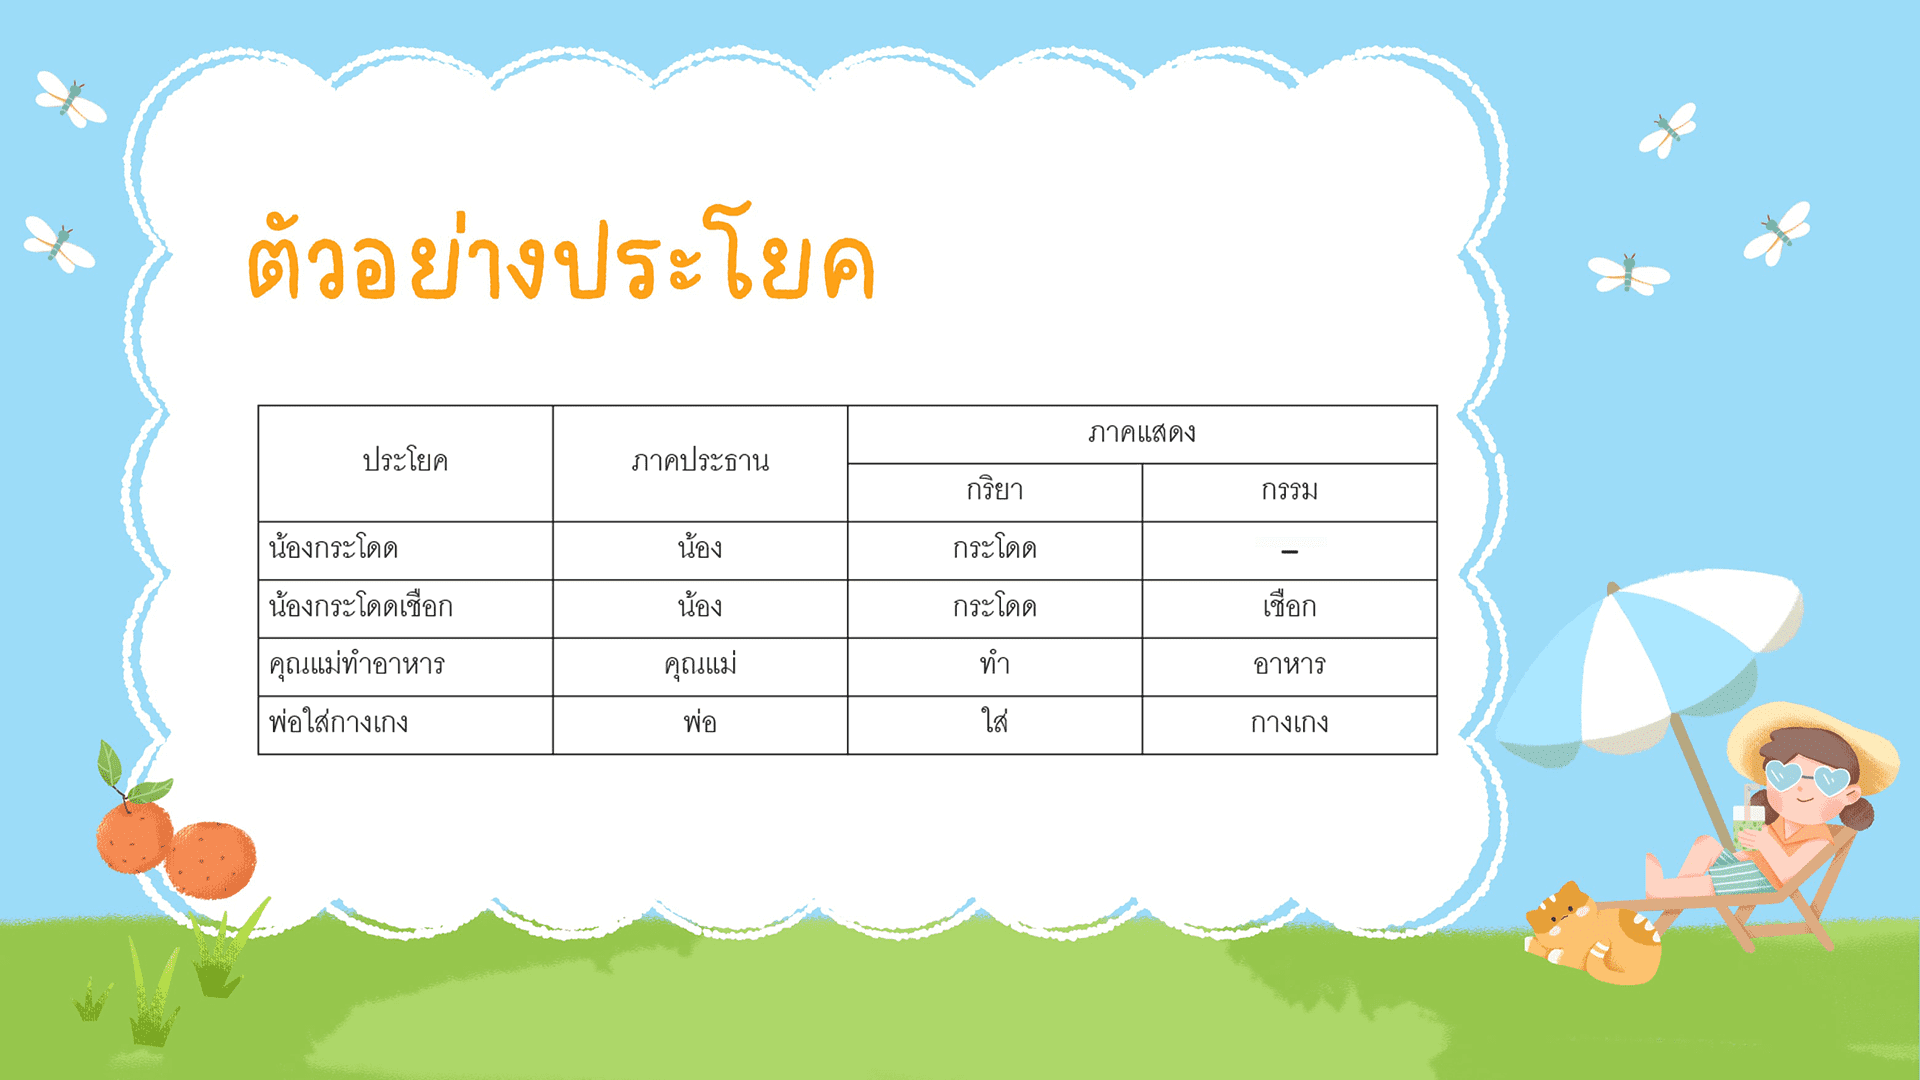 ตัวอย่างประโยค
ประโยค ภาคประธาน ภาคแสดง
กริยา กรรม
น้องกระโดด น้อง กระโดด –
น้องกระโดดเชือก น้อง กระโดด เชือก
คุณแม่ทำอาหาร คุณแม่ ทำ อาหาร
พ่อใส่กางเกง พ่อ ใส่ กางเกง